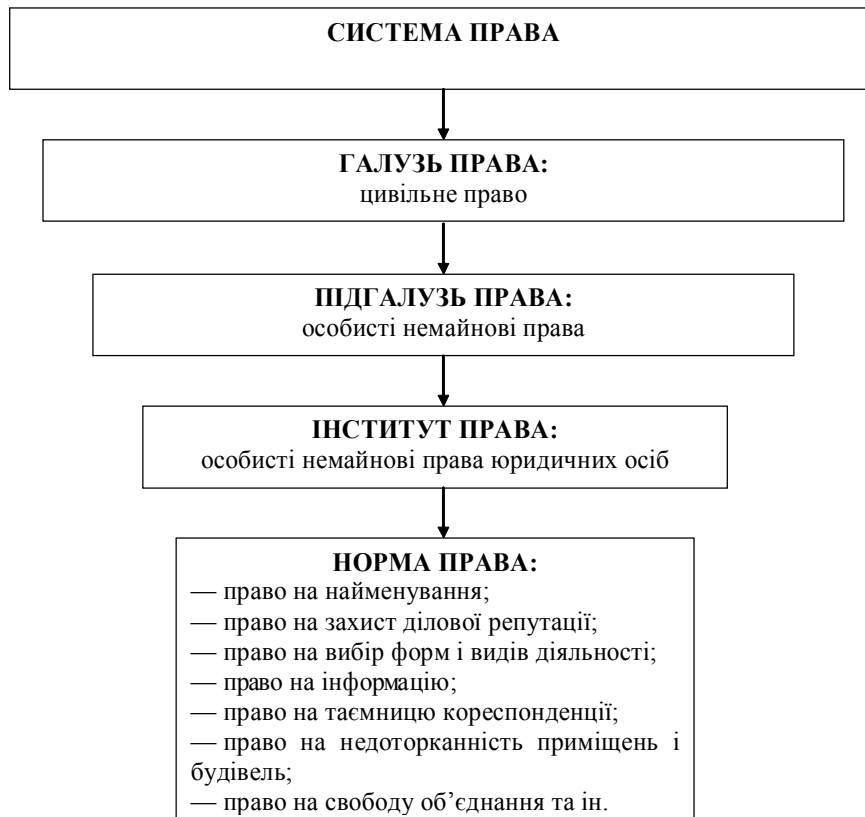 СИСТЕМА ПРАВА
ГАЛУЗЬ ПРАВА:
цивільне право
ПІДГАЛУЗЬ ПРАВА:
особисті немайнові права
ІНСТИТУТ ПРАВА:
особисті немайнові права юридичних осіб
НОРМА ПРАВА:
— право на найменування;
— право на захист ділової репутації;
— право на вибір форм і видів діяльності;
— право на інформацію;
— право на таємницю кореспонденції;
— право на недоторканність приміщень і
будівель;
— право на свободу об’єднання та ін.